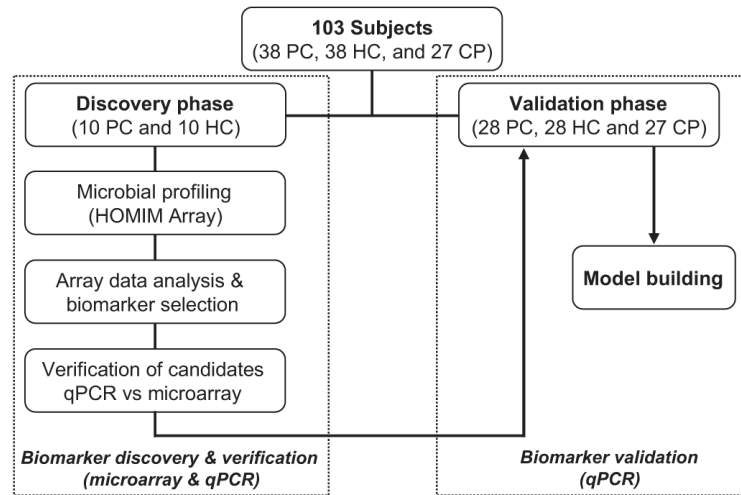 103 Subjects
(38 PC, 38 HC, and 27 CP)
Discovery phase
(10 PC and 10 HC)
Microbial profiling
(HOMIM Array)
Array data analysis &
biomarker selection
Verification of candidates
qPCR vs microarray
Biomarker discovery & verification
(microarray & qPCR)
Validation phase
(28 PC, 28 HC and 27 CP)
Model building
Biomarker validation
(qPCR)